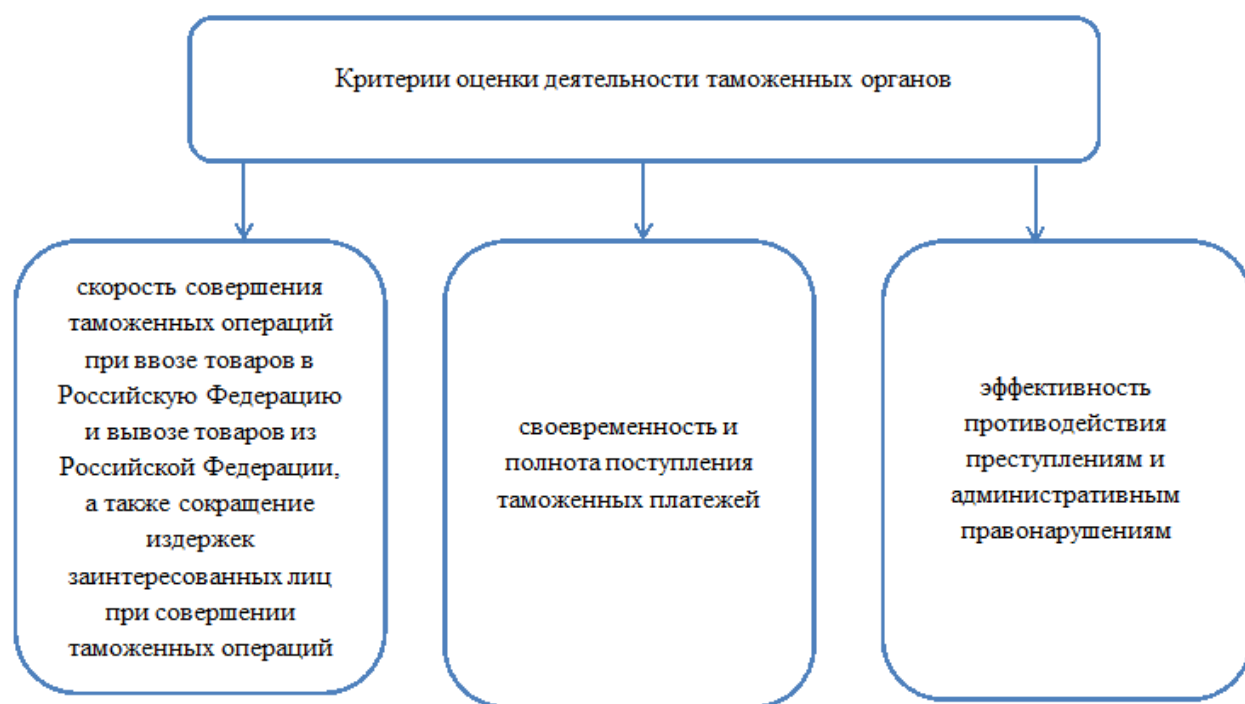 Критерии оценки деятельности таможенных органов
скорость совершения
таможенных операций
при ввозе товаров в
Российскую Федерацию
и вывозе товаров из
Российской Федерации,
а также сокращение
издержек
заинтересованных лиц
при совершении
таможенных операций
своевременность и
полнота поступления
таможенных платежей
эффективность
противодействия
преступлениям и
административным
правонарушениям